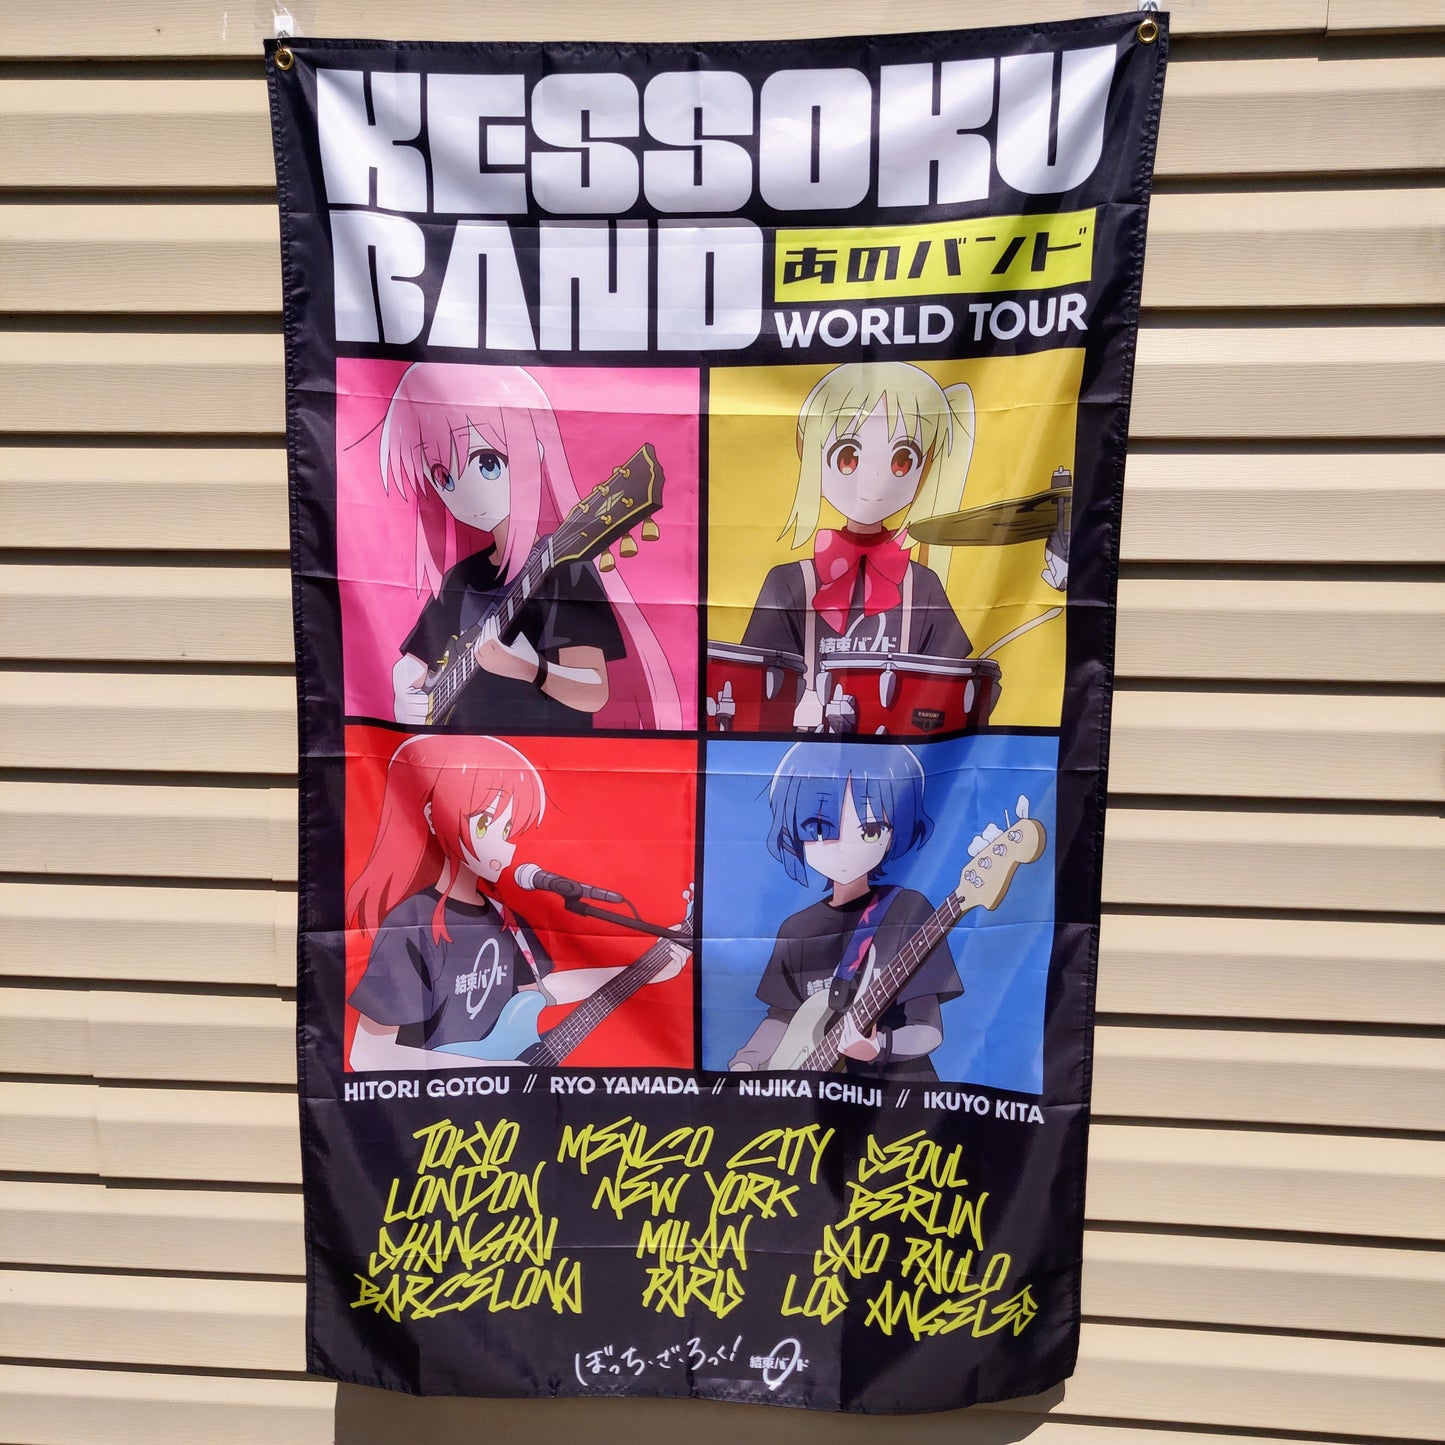 KESSOKU
BAND
あのバンド
WORLD TOUR
結束バンド
YAMUKI
結束バンド
結束
HITORI GOTOU // RYO YAMADA // NIJIKA ICHIJI // IKUYO KITA
TOKYO MEXICO CITY SEOUL
LONDON NEW YORK BERLIN
SHANGHAI MILAN SAO PAULO
BARCELONA PARIS LOS ANGELES
ぼっち・ざ・ろっく! 結束バンド